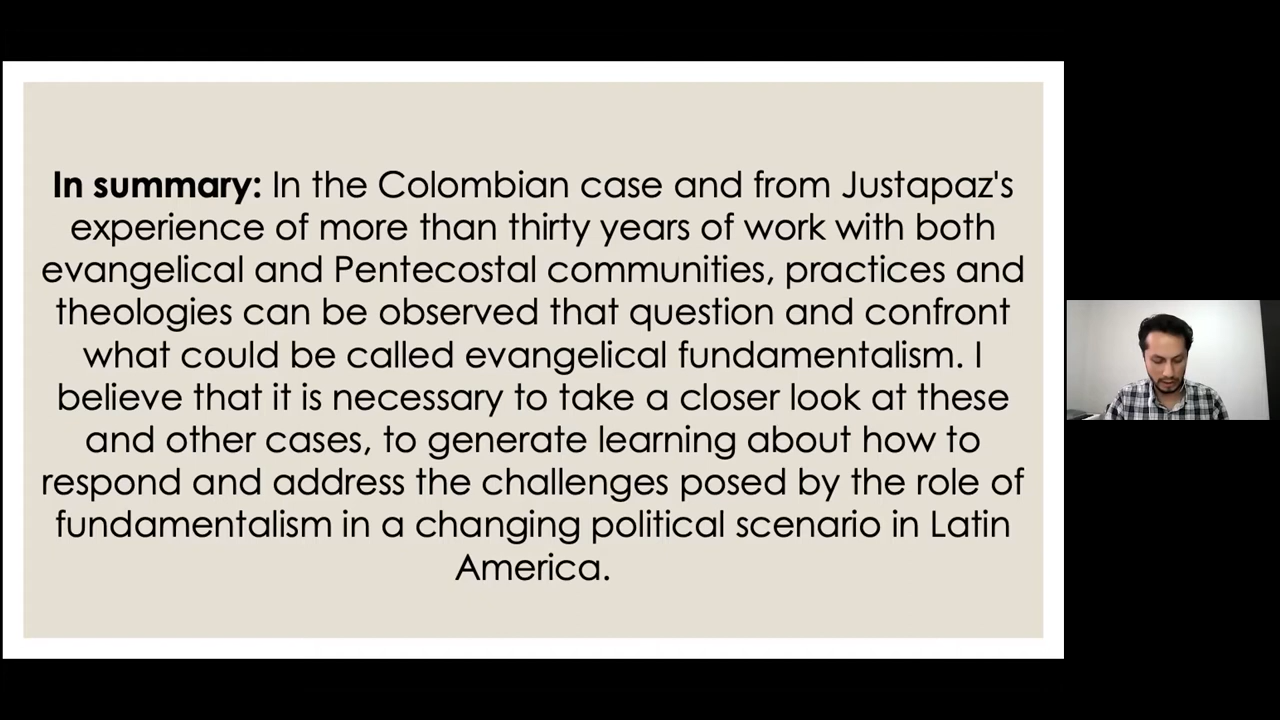 In summary: In the Colombian case and from Justapaz's
experience of more than thirty years of work with both
evangelical and Pentecostal communities, practices and
theologies can be observed that question and confront
what could be called evangelical fundamentalism. I
believe that it is necessary to take a closer look at these
and other cases, to generate learning about how to
respond and address the challenges posed by the role of
fundamentalism in a changing political scenario in Latin
America.